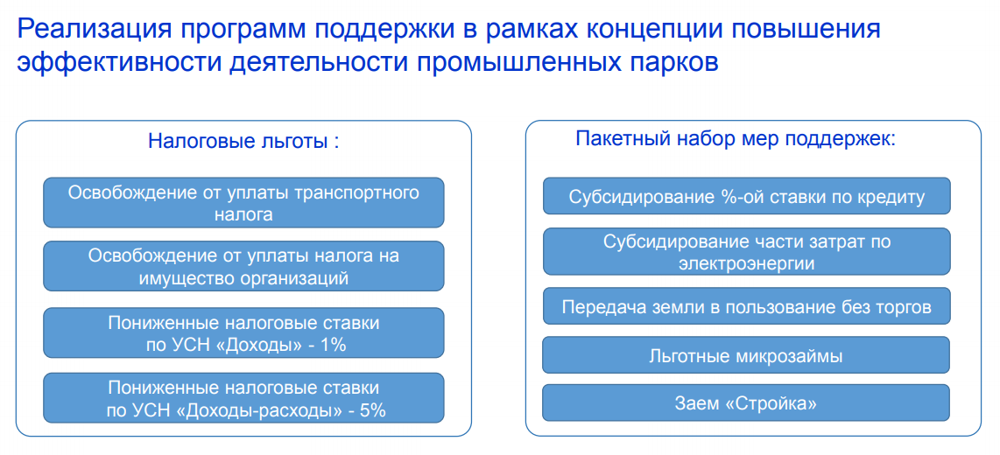 Реализация программ поддержки в рамках концепции повышения
эффективности деятельности промышленных парков
Налоговые льготы :
Освобождение от уплаты транспортного
налога
Освобождение от уплаты налога на
имущество организаций
Пониженные налоговые ставки
по УСН «Доходы» - 1%
Пониженные налоговые ставки
по УСН «Доходы-расходы» - 5%
Пакетный набор мер поддержек:
Субсидирование %-ой ставки по кредиту
Субсидирование части затрат по
электроэнергии
Передача земли в пользование без торгов
Льготные микрозаймы
Заем «Стройка»